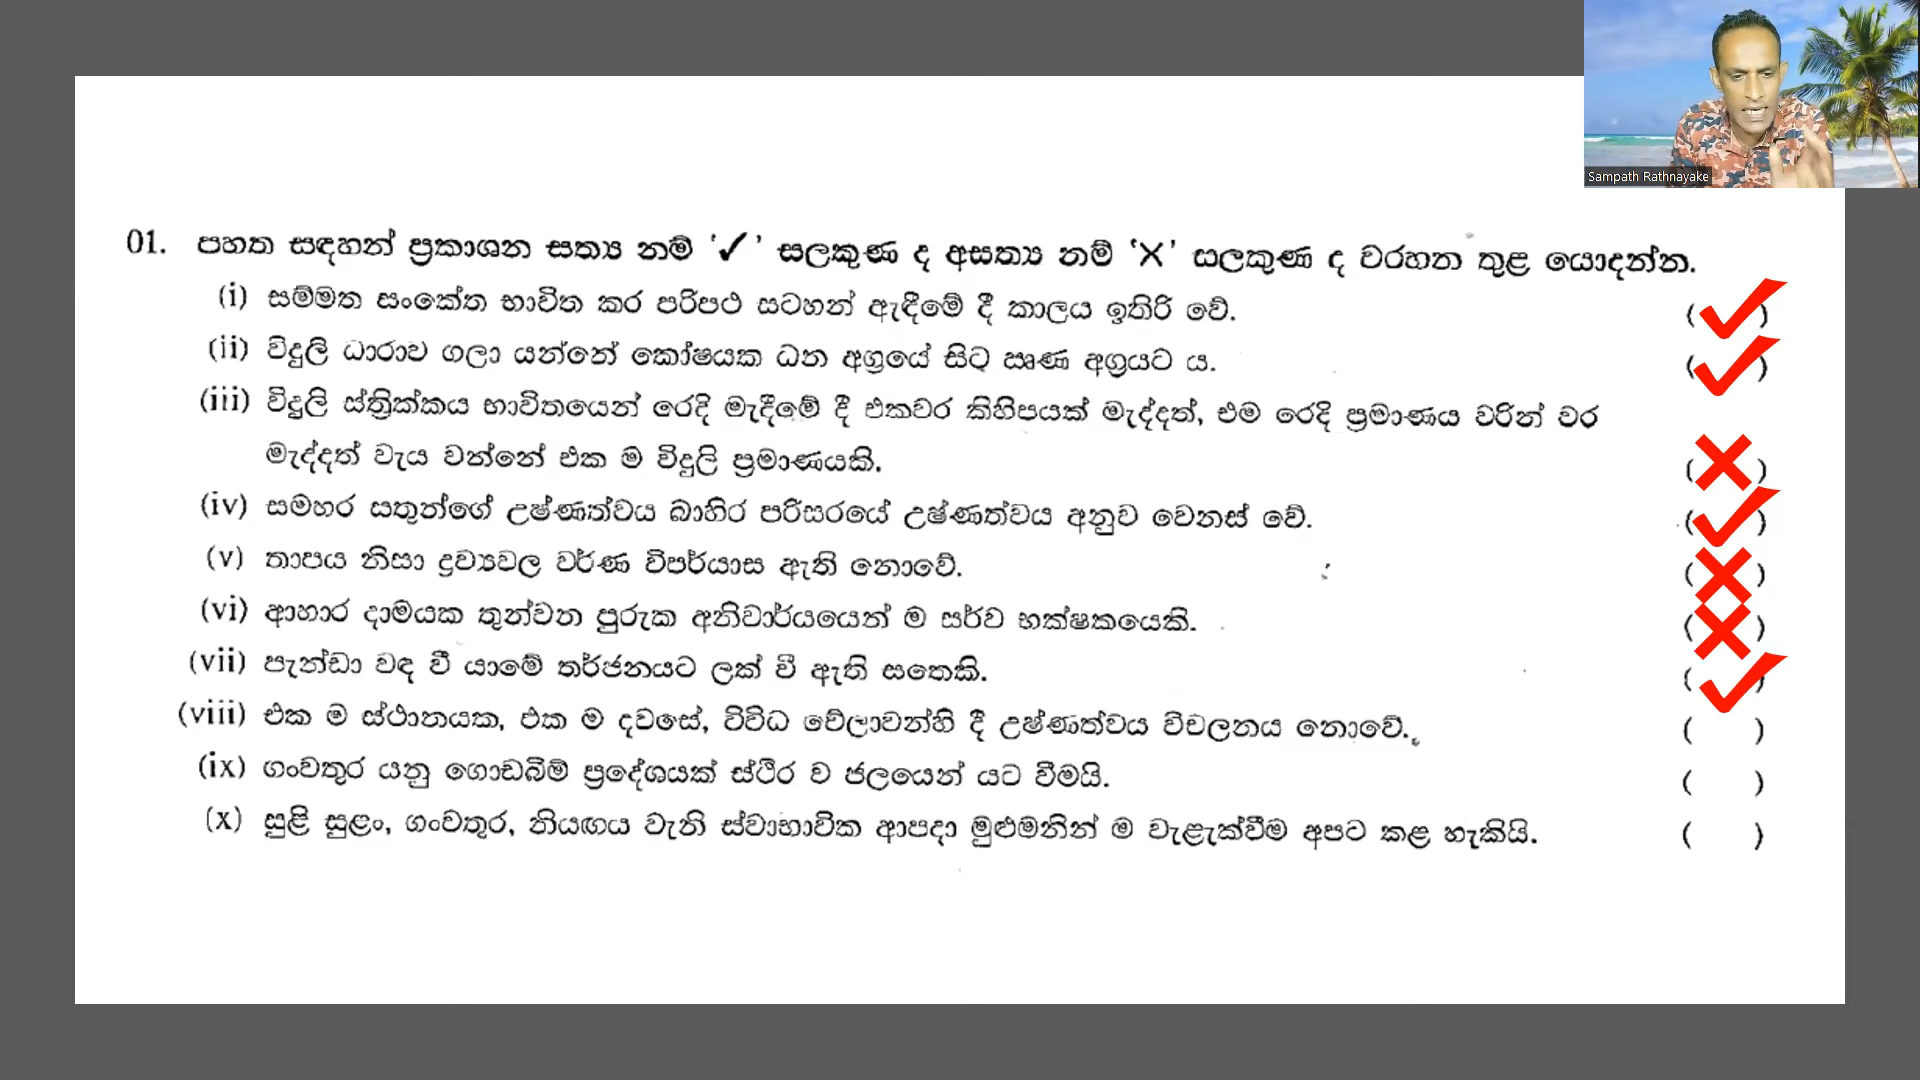 Sampath Rathnayake
01. පහත සඳහන් ප්‍රකාශන සත්‍ය නම් '✓' සලකුණ ද අසත්‍ය නම් 'X' සලකුණ ද වරහන තුළ යොදන්න.
(i) සම්මත සංකේත භාවිත කර පරිපථ සටහන් ඇඳීමේ දී කාලය ඉතිරි වේ. (✓)
(ii) විදුලි ධාරාව ගලා යන්නේ කෝෂයක ධන අග්‍රයේ සිට ඍණ අග්‍රයට ය. (✓)
(iii) විදුලි ස්ත්‍රික්කය භාවිතයෙන් රෙදි මැදීමේ දී එකවර කිහිපයක් මැද්දත්, එම රෙදි ප්‍රමාණය වරින් වර
මැද්දත් වැය වන්නේ එක ම විදුලි ප්‍රමාණයකි. (X)
(iv) සමහර සතුන්ගේ උෂ්ණත්වය බාහිර පරිසරයේ උෂ්ණත්වය අනුව වෙනස් වේ. (✓)
(v) තාපය නිසා ද්‍රව්‍යවල වර්ණ විපර්යාස ඇති නොවේ. (X)
(vi) ආහාර දාමයක තුන්වන පුරුක අනිවාර්යයෙන් ම සර්ව භක්ෂකයෙකි. (X)
(vii) පැන්ඩා වඳ වී යාමේ තර්ජනයට ලක් වී ඇති සතෙකි. (✓)
(viii) එක ම ස්ථානයක, එක ම දවසේ, විවිධ වේලාවන්හි දී උෂ්ණත්වය විචලනය නොවේ. ( )
(ix) ගංවතුර යනු ගොඩබිම් ප්‍රදේශයක් ස්ථිර ව ජලයෙන් යට වීමයි. ( )
(x) සුළි සුළං, ගංවතුර, නියඟය වැනි ස්වාභාවික ආපදා මුළුමනින් ම වැළැක්වීම අපට කළ හැකියි. ( )